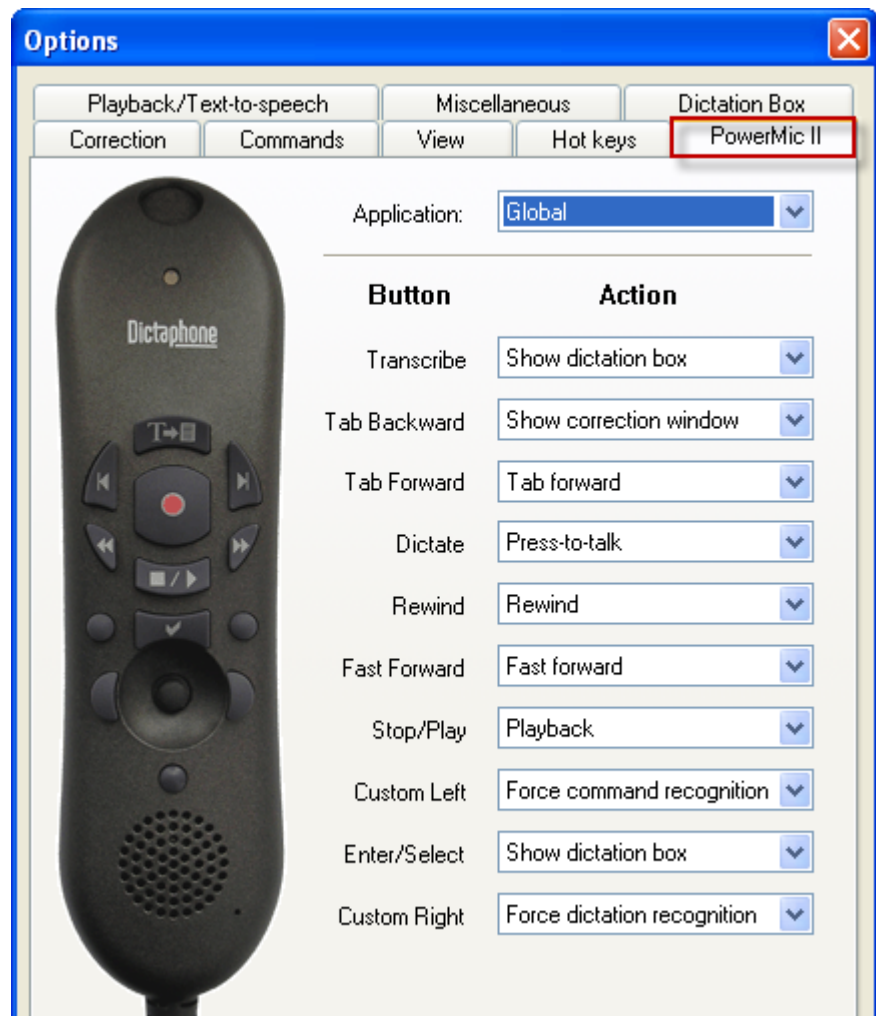 Options
Playback/Text-to-speech Miscellaneous Dictation Box
Correction Commands View Hot keys PowerMic II
Application: Global
Button Action
Dictaphone
Transcribe Show dictation box
Tab Backward Show correction window
Tab Forward Tab forward
Dictate Press-to-talk
Rewind Rewind
Fast Forward Fast forward
Stop/Play Playback
Custom Left Force command recognition
Enter/Select Show dictation box
Custom Right Force dictation recognition